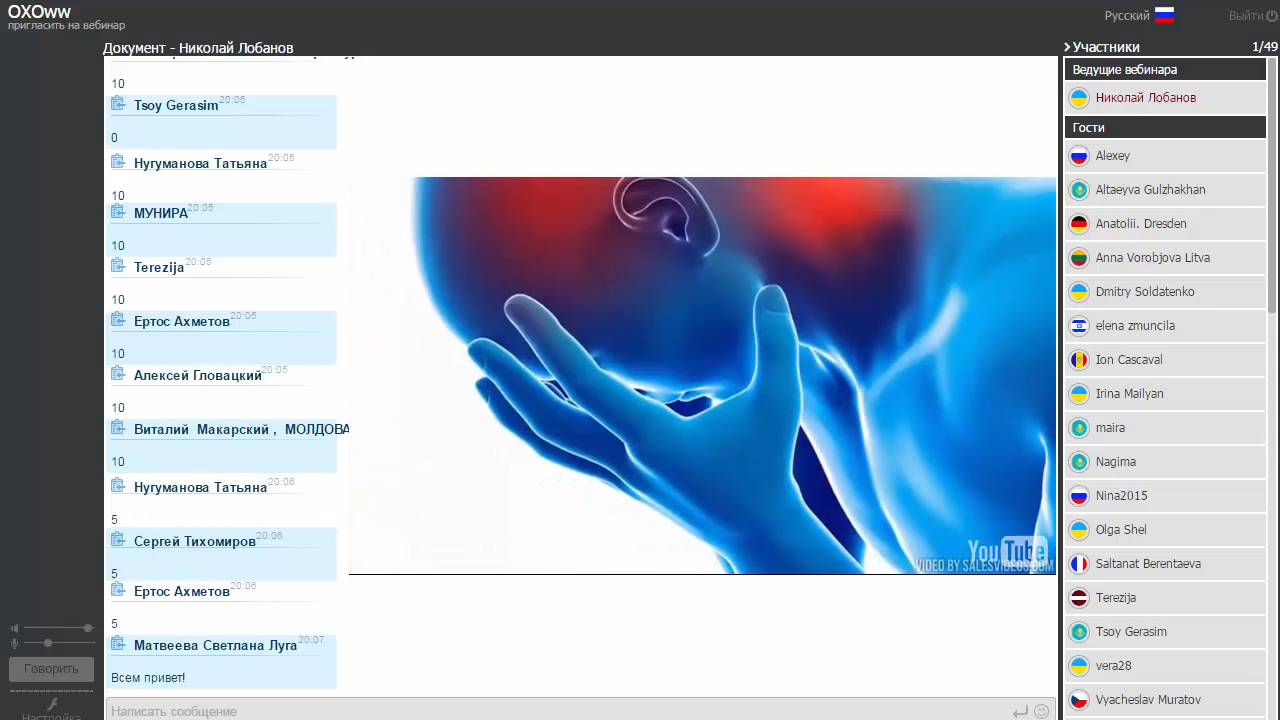 OXOww
пригласить на вебинар
Русский
Выйти
Документ - Николай Лобанов
10
Tsoy Gerasim 20:05
0
Нугуманова Татьяна 20:05
10
МУНИРА 20:05
10
Terezija 20:05
10
Ертос Ахметов 20:05
10
Алексей Гловацкий 20:05
10
Виталий Макарский , МОЛДОВА
10
Нугуманова Татьяна 20:06
5
Сергей Тихомиров 20:06
5
Ертос Ахметов 20:06
5
Матвеева Светлана Луга 20:07
Всем привет!
Написать сообщение
Говорить
Настройка
YouTube
VIDEO BY SALESVIDEOS.COM
Участники 1/49
Ведущие вебинара
Николай Лобанов
Гости
Alexey
Altaeyva Gulzhakhan
Anatolii. Dresden
Anna Vorobjova Litva
Dmitry Soldatenko
elena zmuncila
Ion Cascaval
Irina Mailyan
maira
Nagima
Nina2015
Olga Shel
Saltanat Berentaeva
Terezija
Tsoy Gerasim
vera28
Vyacheslav Muratov